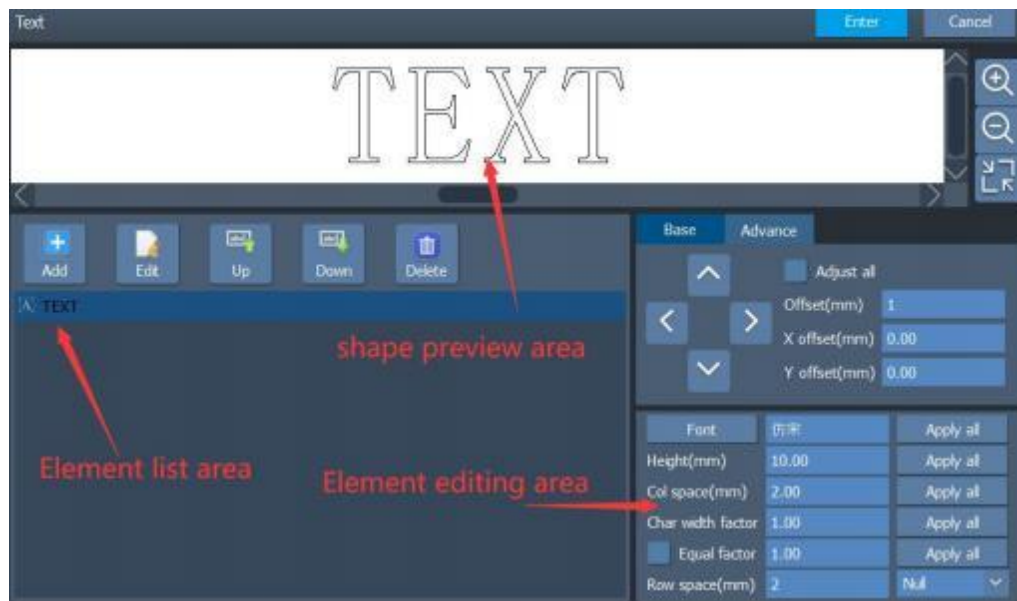 Text Enter Cancel
TEXT
Base Advance
Add Edit Up Down Delete
Adjust all
TEXT
Offset(mm) 1
shape preview area
X offset(mm) 0.00
Y offset(mm) 0.00
Font 仿宋 Apply all
Element list area
Height(mm) 10.00 Apply all
Element editing area
Col space(mm) 2.00 Apply all
Char width factor 1.00 Apply all
Equal factor 1.00 Apply all
Row space(mm) 2 Null